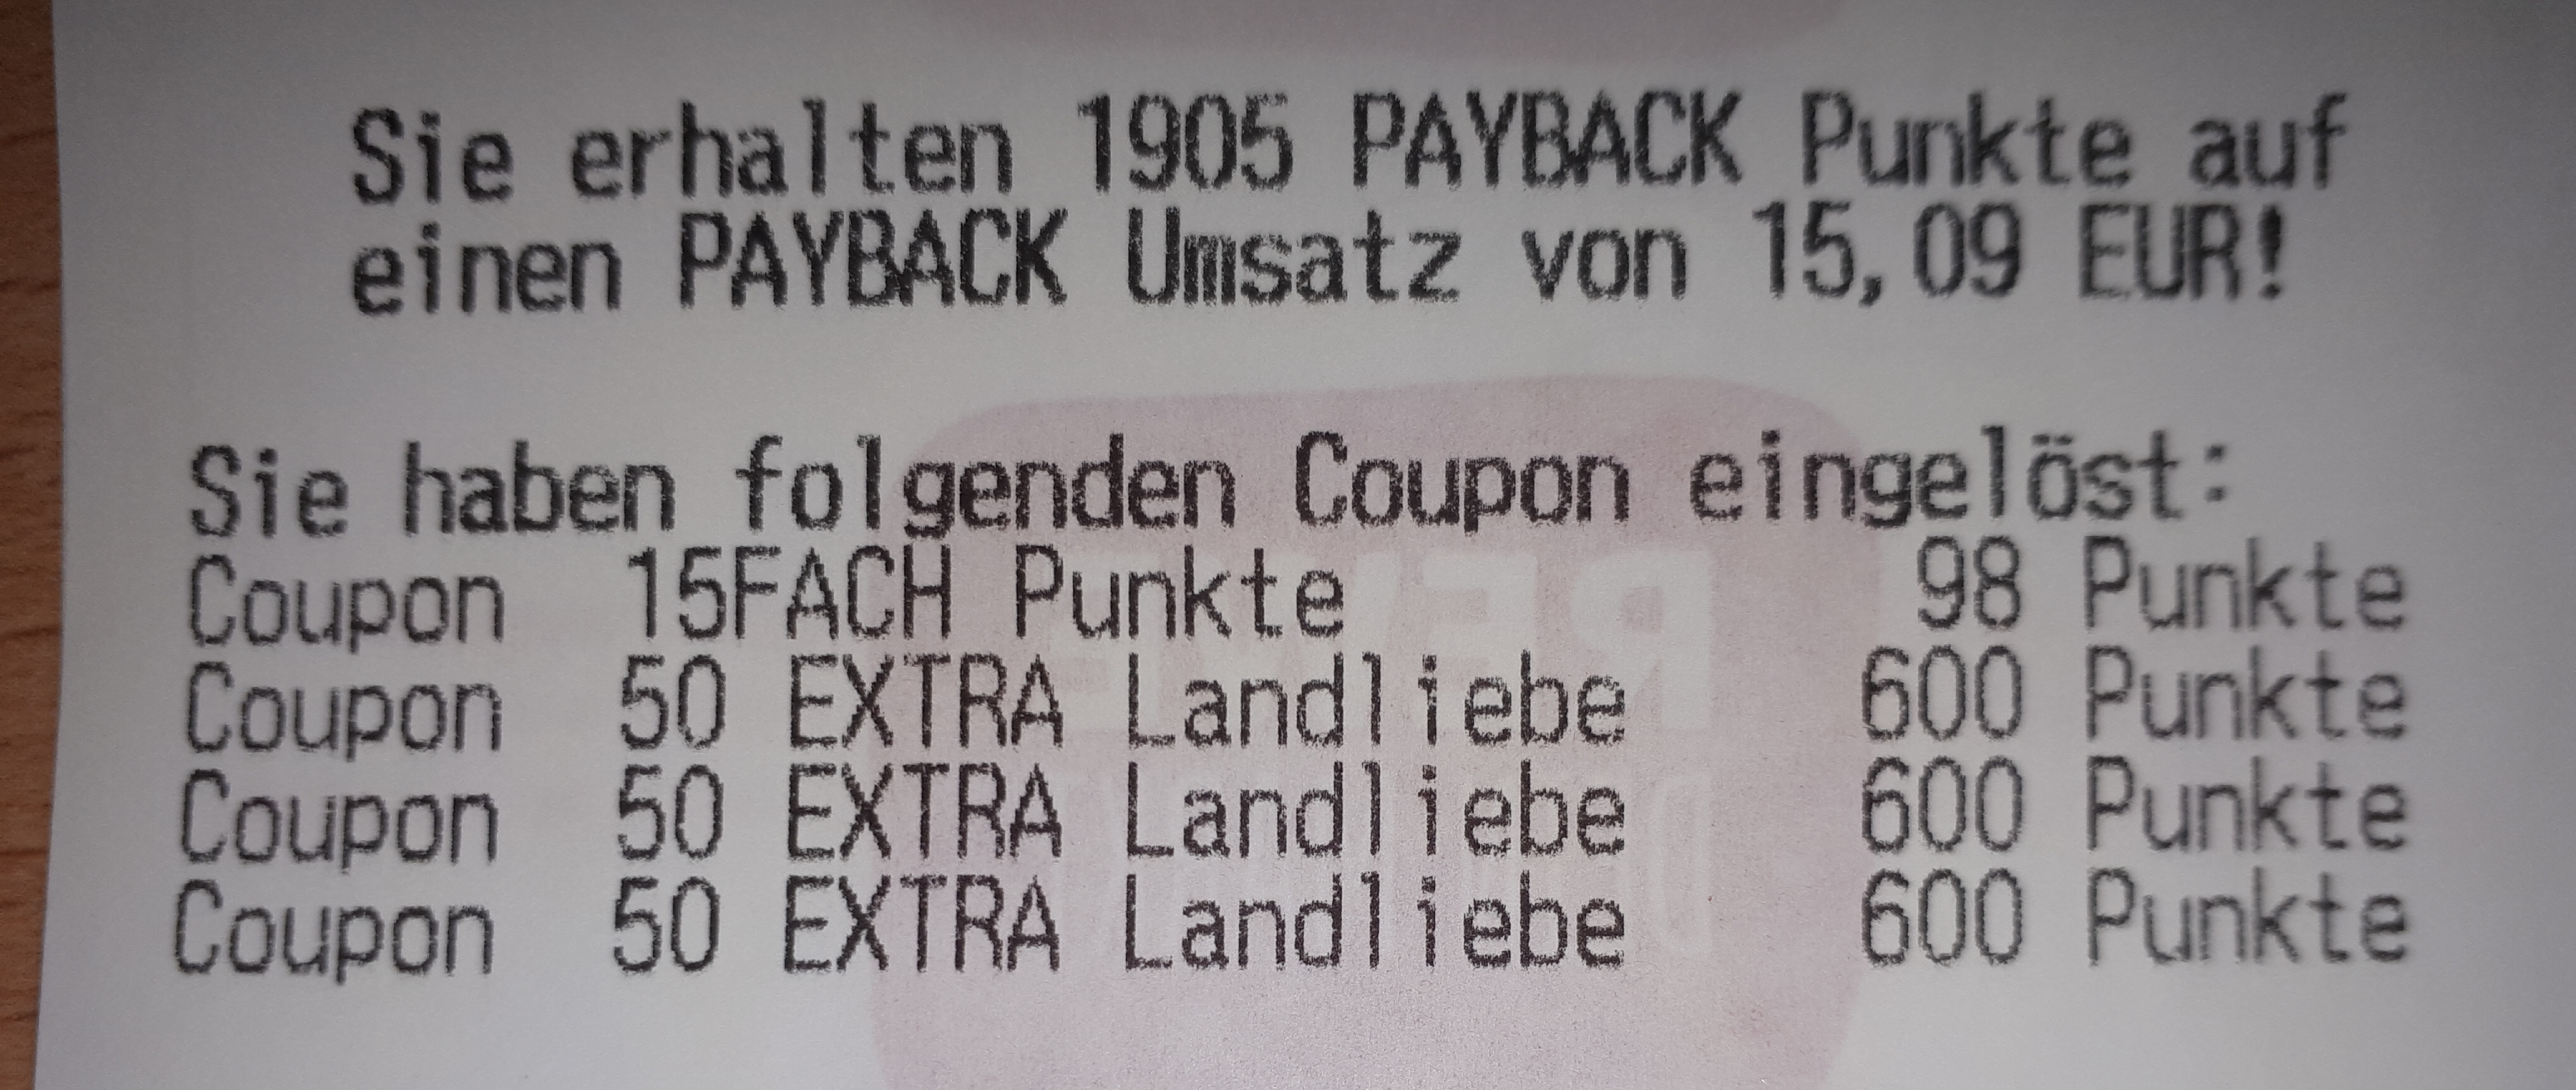 Sie erhalten 1905 PAYBACK Punkte auf
einen PAYBACK Umsatz von 15,09 EUR!
Sie haben folgenden Coupon eingelöst:
Coupon 15FACH Punkte 98 Punkte
Coupon 50 EXTRA Landliebe 600 Punkte
Coupon 50 EXTRA Landliebe 600 Punkte
Coupon 50 EXTRA Landliebe 600 Punkte